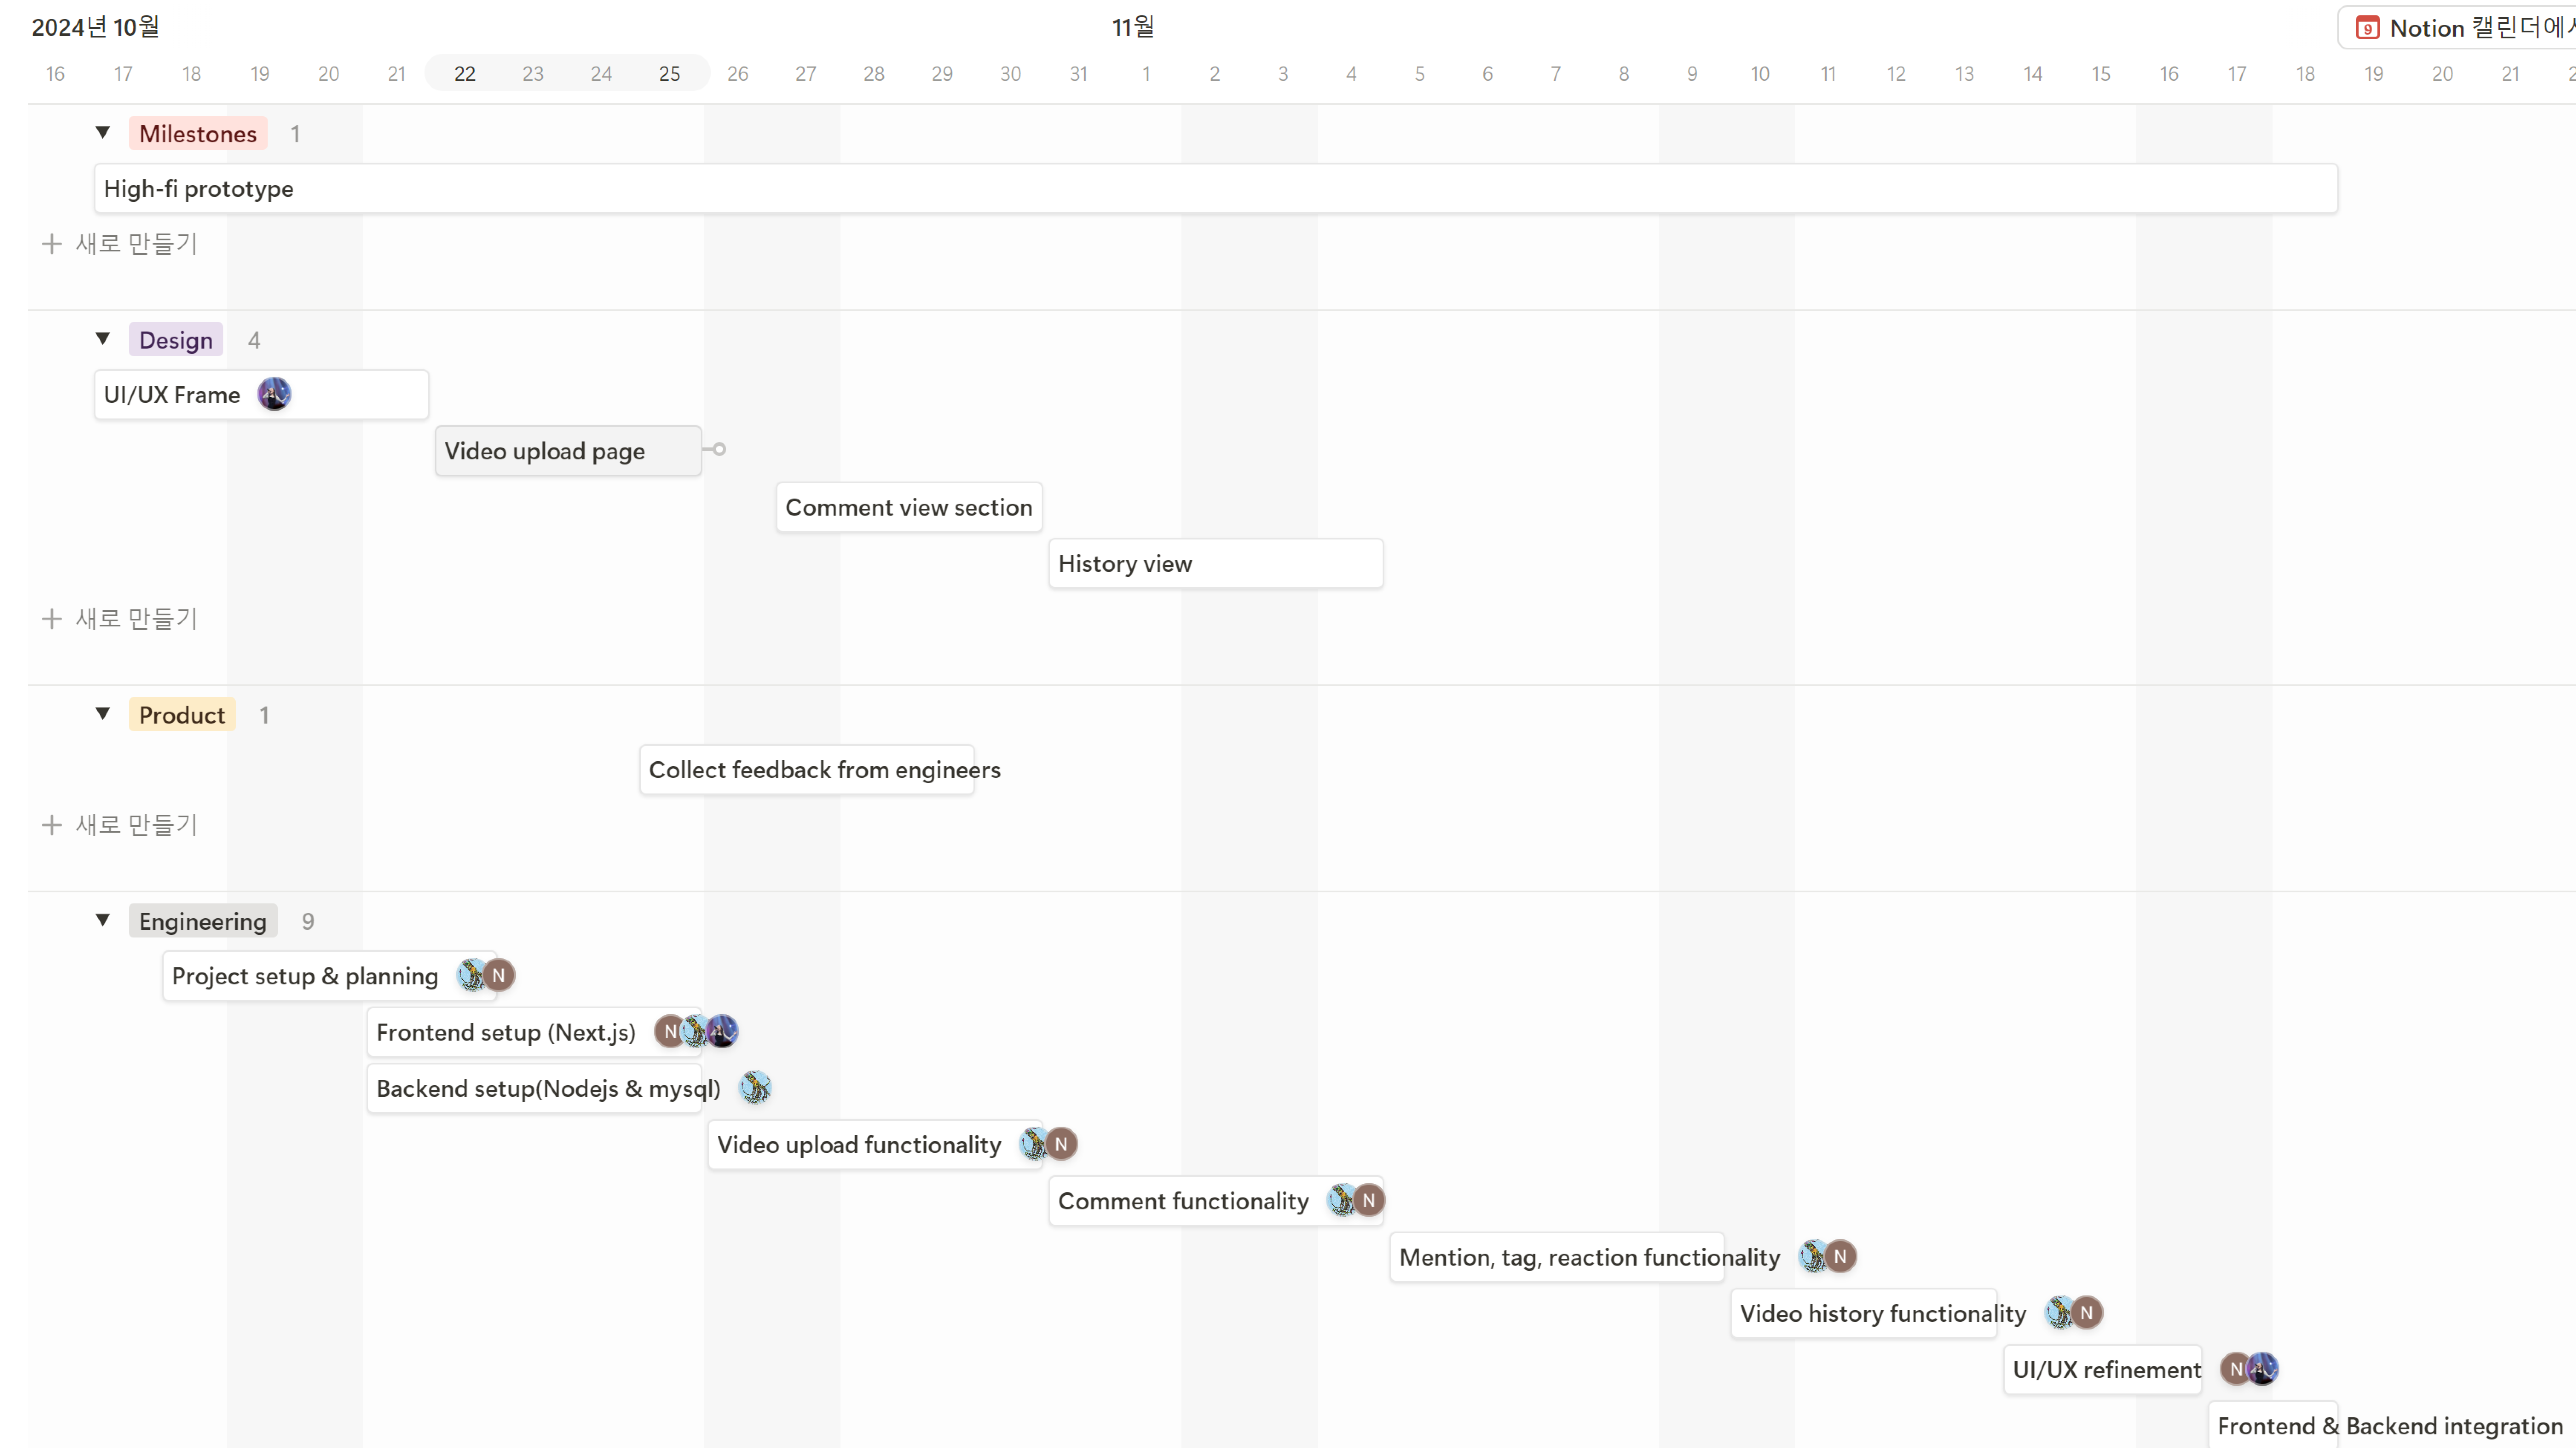 2024년 10월
11월
9
Notion 캘린더에서
16 17 18 19 20 21 22 23 24 25 26 27 28 29 30 31 1 2 3 4 5 6 7 8 9 10 11 12 13 14 15 16 17 18 19 20 21
Milestones 1
High-fi prototype
새로 만들기
Design 4
UI/UX Frame
Video upload page
Comment view section
History view
새로 만들기
Product 1
Collect feedback from engineers
새로 만들기
Engineering 9
Project setup & planning N
Frontend setup (Next.js) N
Backend setup(Nodejs & mysql)
Video upload functionality N
Comment functionality N
Mention, tag, reaction functionality N
Video history functionality N
UI/UX refinement N
Frontend & Backend integration